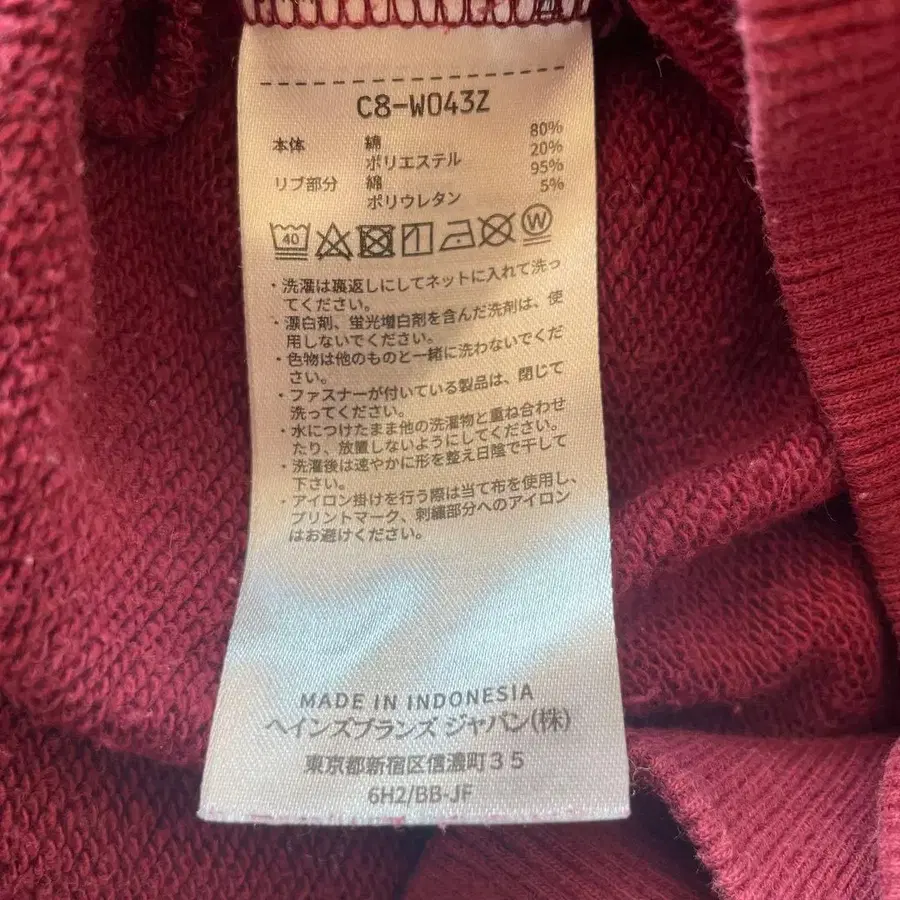 C8-W043Z
本体 綿 80%
ポリエステル 20%
リブ部分 綿 95%
ポリウレタン 5%
40 W
・洗濯は裏返しにしてネットに入れて洗っ
てください。
・漂白剤、蛍光増白剤を含んだ洗剤は、使
用しないでください。
・色物は他のものと一緒に洗わないでくだ
さい。
・ファスナーが付いている製品は、閉じて
洗ってください。
・水につけたまま他の洗濯物と重ね合わせ
たり、放置しないようにしてください。
・洗濯後は速やかに形を整え日陰で干して
下さい。
・アイロン掛けを行う際は当て布を使用し、
プリントマーク、刺繍部分へのアイロン
はお避けください。
MADE IN INDONESIA
ヘインズブランズ ジャパン(株)
東京都新宿区信濃町35
6H2/BB-JF